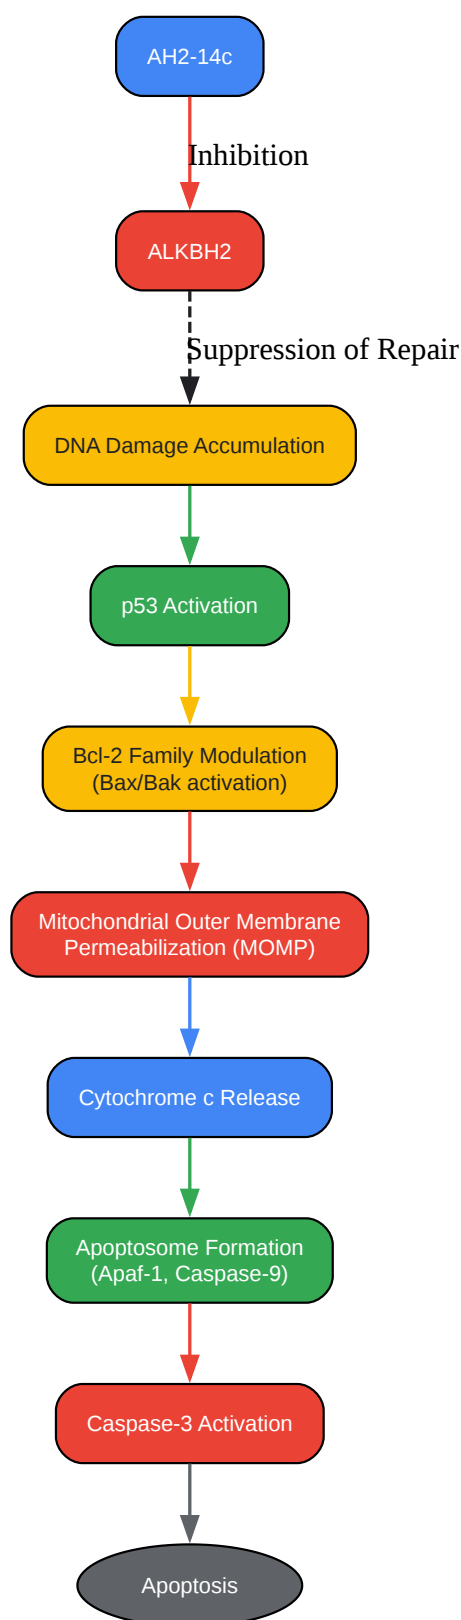 AH2-14c
Inhibition
ALKBH2
Suppression of Repair
DNA Damage Accumulation
p53 Activation
Bcl-2 Family Modulation
(Bax/Bak activation)
Mitochondrial Outer Membrane
Permeabilization (MOMP)
Cytochrome c Release
Apoptosome Formation
(Apaf-1, Caspase-9)
Caspase-3 Activation
Apoptosis